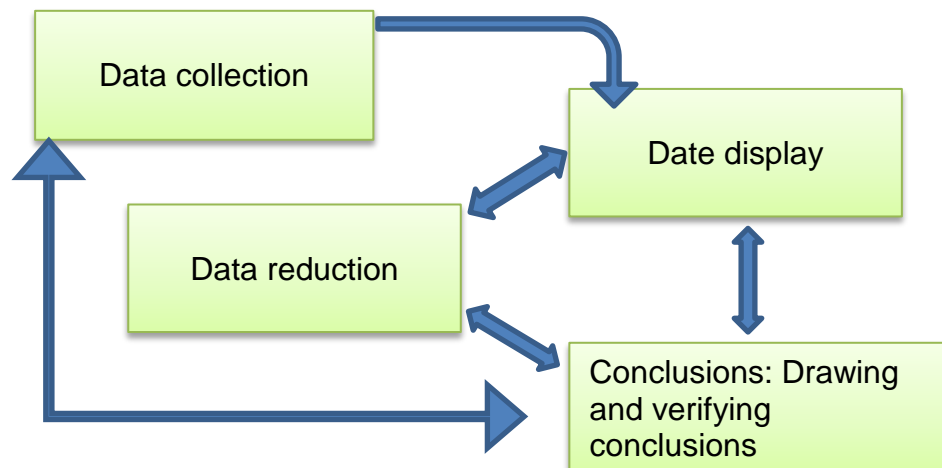 Data collection
Date display
Data reduction
Conclusions: Drawing
and verifying
conclusions